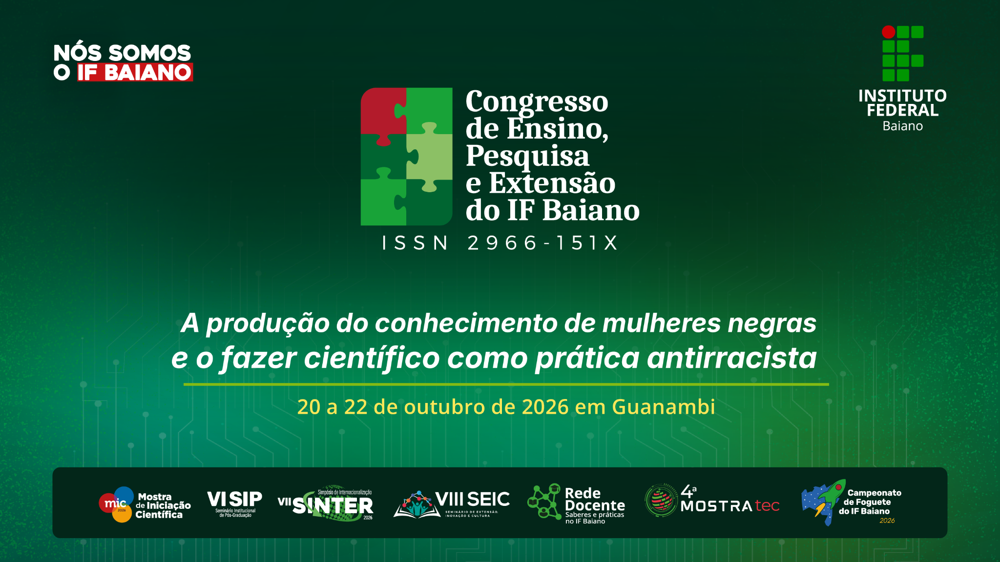 NÓS SOMOS
O IF BAIANO
INSTITUTO
FEDERAL
Baiano
Congresso
de Ensino,
Pesquisa
e Extensão
do IF Baiano
ISSN 2966-151X
A produção do conhecimento de mulheres negras
e o fazer científico como prática antirracista
20 a 22 de outubro de 2026 em Guanambi
mic
2026
Mostra
de Iniciação
Científica
VI SIP
Seminário Institucional
de Pós-Graduação
Simpósio de Internacionalização
VII SINTER
2026
VIII SEIC
SEMINÁRIO DE EXTENSÃO,
INOVAÇÃO E CULTURA
Rede
Docente
Saberes e práticas
no IF Baiano
4ª
MOSTRAtec
Campeonato
de Foguete
do IF Baiano
2026